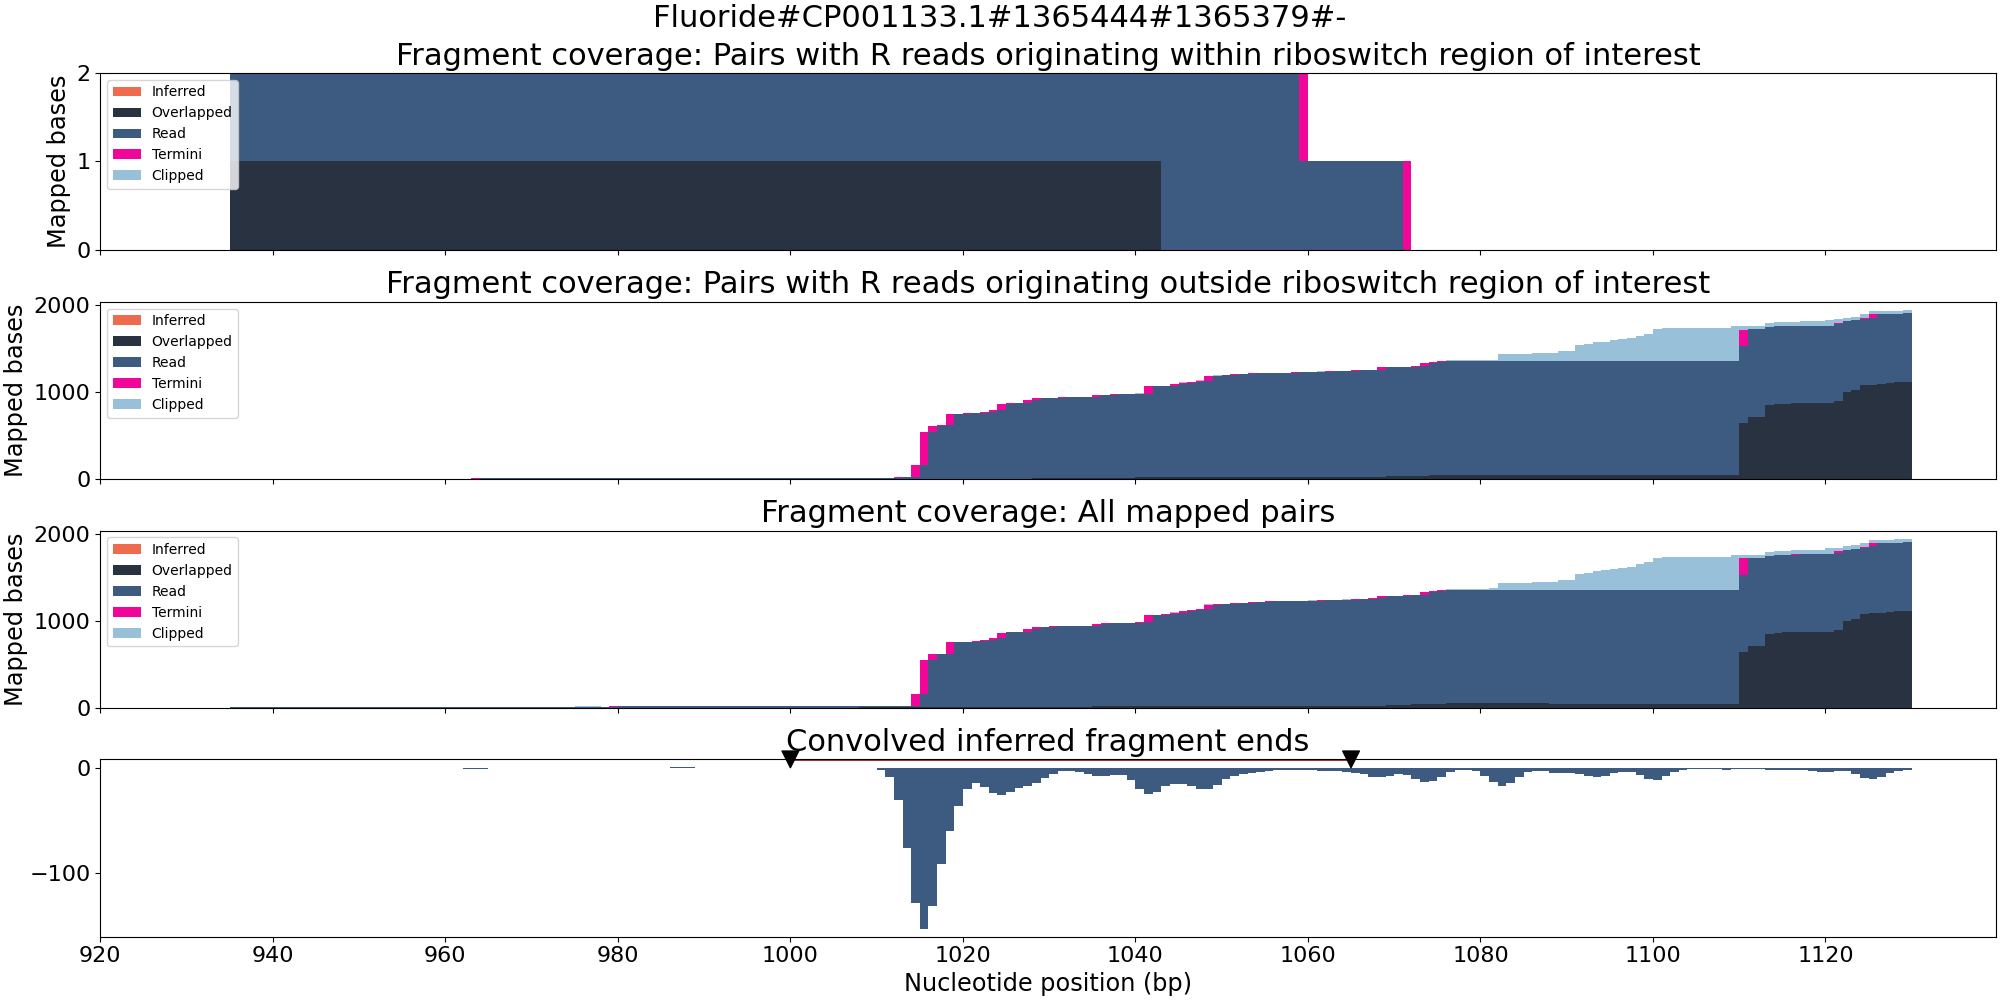 Fluoride#CP001133.1#1365444#1365379#-
Fragment coverage: Pairs with R reads originating within riboswitch region of interest
Mapped bases
2
1
0
Inferred
Overlapped
Read
Termini
Clipped
Fragment coverage: Pairs with R reads originating outside riboswitch region of interest
Mapped bases
2000
1000
0
Inferred
Overlapped
Read
Termini
Clipped
Fragment coverage: All mapped pairs
Mapped bases
2000
1000
0
Inferred
Overlapped
Read
Termini
Clipped
Convolved inferred fragment ends
0
−100
920 940 960 980 1000 1020 1040 1060 1080 1100 1120
Nucleotide position (bp)